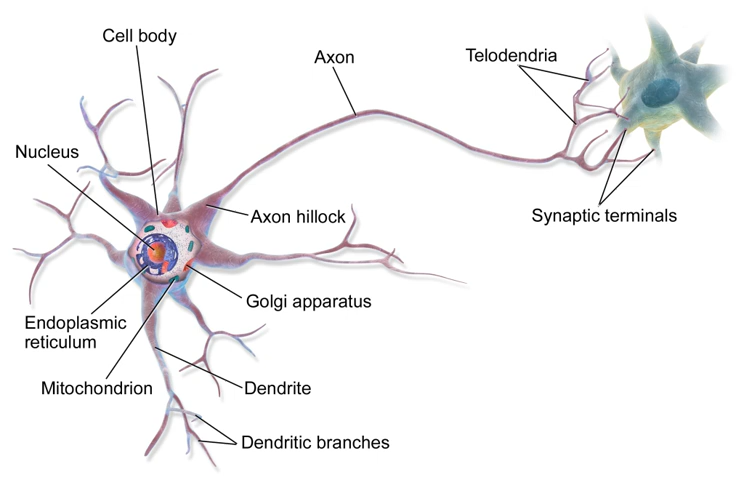 Cell body
Axon
Telodendria
Nucleus
Axon hillock
Synaptic terminals
Golgi apparatus
Endoplasmic
reticulum
Mitochondrion
Dendrite
Dendritic branches